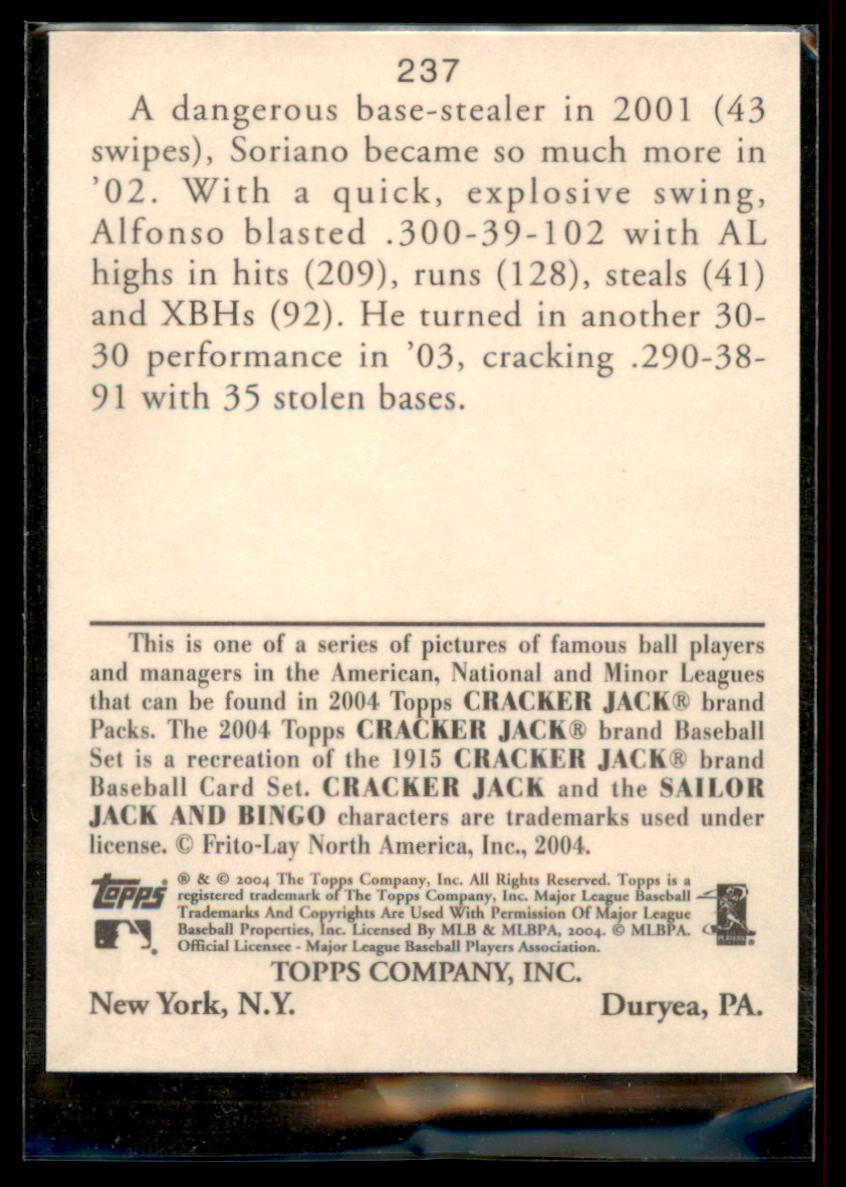 237
A dangerous base-stealer in 2001 (43
swipes), Soriano became so much more in
’02. With a quick, explosive swing,
Alfonso blasted .300-39-102 with AL
highs in hits (209), runs (128), steals (41)
and XBHs (92). He turned in another 30-
30 performance in ’03, cracking .290-38-
91 with 35 stolen bases.
This is one of a series of pictures of famous ball players
and managers in the American, National and Minor Leagues
that can be found in 2004 Topps CRACKER JACK® brand
Packs. The 2004 Topps CRACKER JACK® brand Baseball
Set is a recreation of the 1915 CRACKER JACK® brand
Baseball Card Set. CRACKER JACK and the SAILOR
JACK AND BINGO characters are trademarks used under
license. © Frito-Lay North America, Inc., 2004.
Topps®
® & © 2004 The Topps Company, Inc. All Rights Reserved. Topps is a
registered trademark of The Topps Company, Inc. Major League Baseball
Trademarks And Copyrights Are Used With Permission Of Major League
Baseball Properties, Inc. Licensed By MLB & MLBPA, 2004. © MLBPA.
Official Licensee - Major League Baseball Players Association.
PLAYERS
TOPPS COMPANY, INC.
New York, N.Y. Duryea, PA.